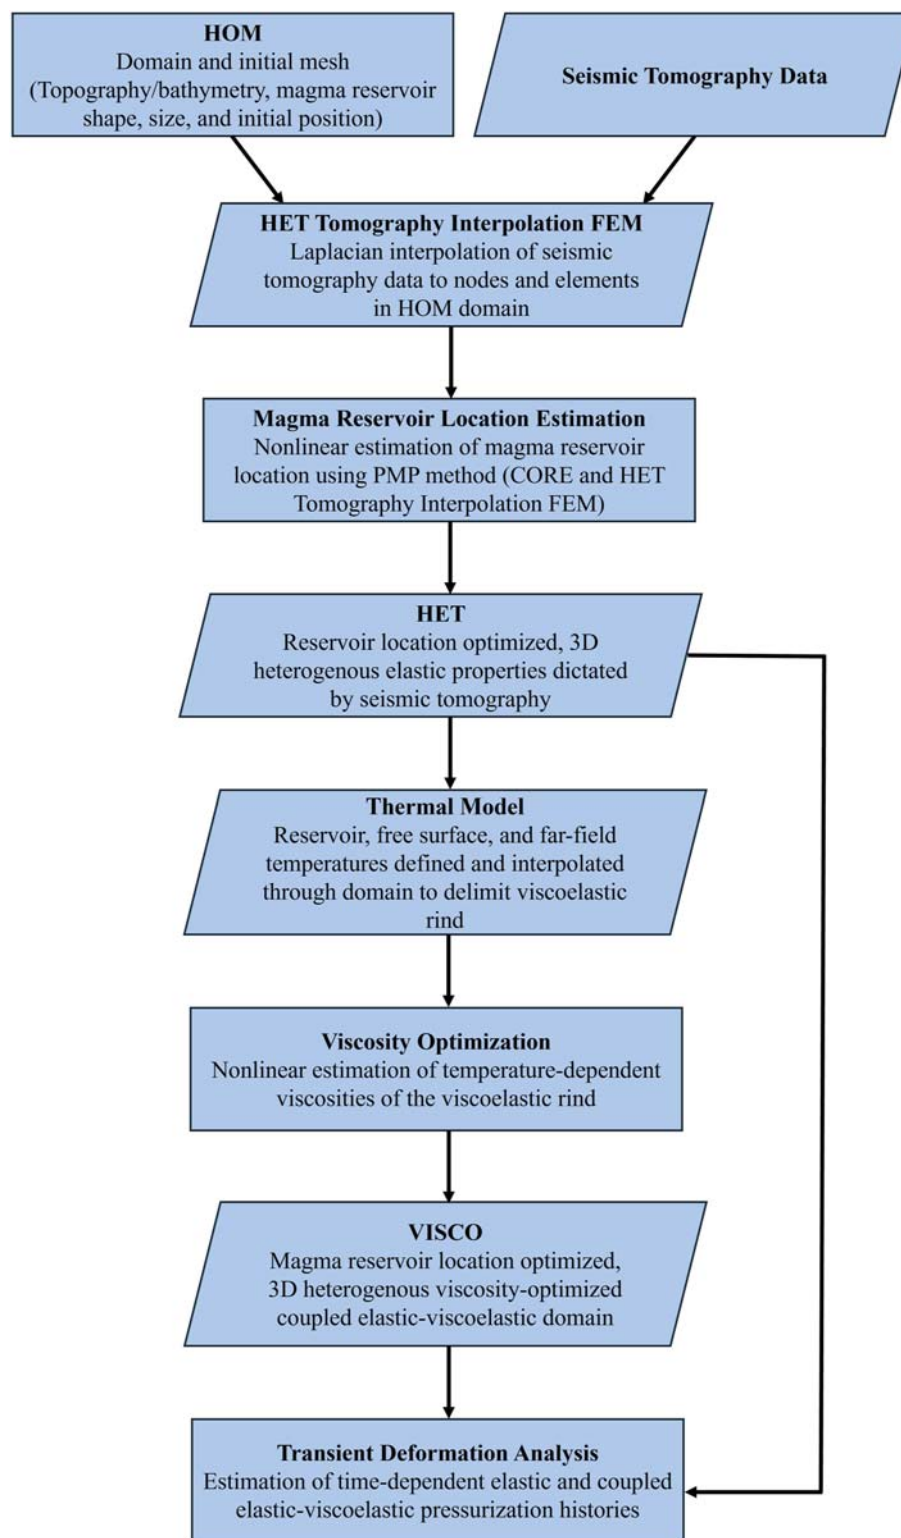 HOM
Domain and initial mesh
(Topography/bathymetry, magma reservoir
shape, size, and initial position)
Seismic Tomography Data
HET Tomography Interpolation FEM
Laplacian interpolation of seismic
tomography data to nodes and elements
in HOM domain
Magma Reservoir Location Estimation
Nonlinear estimation of magma reservoir
location using PMP method (CORE and HET
Tomography Interpolation FEM)
HET
Reservoir location optimized, 3D
heterogenous elastic properties dictated
by seismic tomography
Thermal Model
Reservoir, free surface, and far-field
temperatures defined and interpolated
through domain to delimit viscoelastic
rind
Viscosity Optimization
Nonlinear estimation of temperature-dependent
viscosities of the viscoelastic rind
VISCO
Magma reservoir location optimized,
3D heterogenous viscosity-optimized
coupled elastic-viscoelastic domain
Transient Deformation Analysis
Estimation of time-dependent elastic and coupled
elastic-viscoelastic pressurization histories